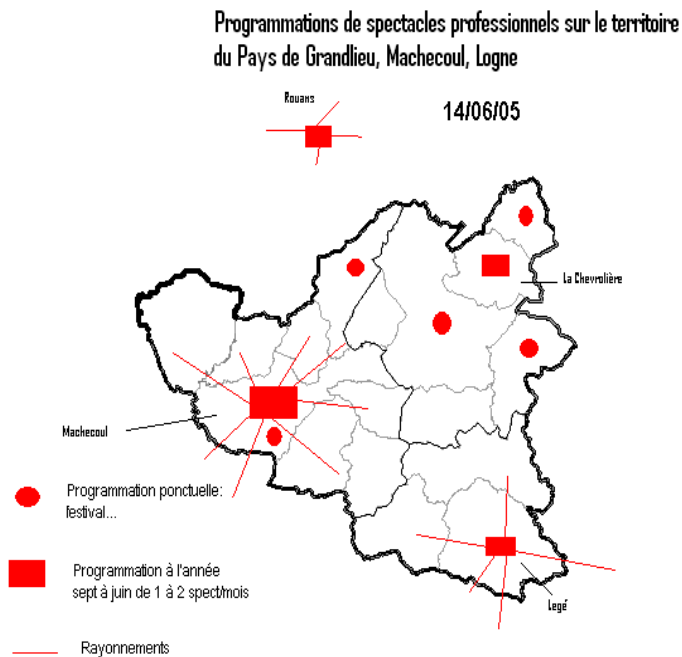 Programmations de spectacles professionnels sur le territoire
du Pays de Grandlieu, Machecoul, Logne
Rouans
14/06/05
La Chevrolière
Machecoul
Programmation ponctuelle:
festival...
Programmation à l'année
sept à juin de 1 à 2 spect/mois
Legé
Rayonnements